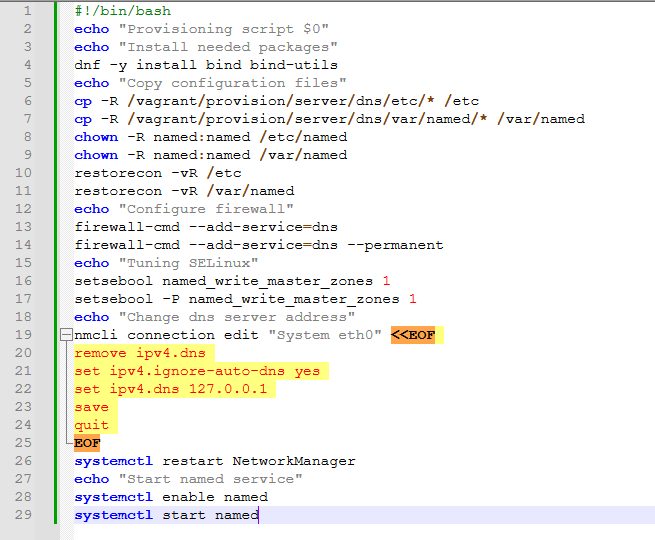 1 #!/bin/bash
2 echo "Provisioning script $0"
3 echo "Install needed packages"
4 dnf -y install bind bind-utils
5 echo "Copy configuration files"
6 cp -R /vagrant/provision/server/dns/etc/* /etc
7 cp -R /vagrant/provision/server/dns/var/named/* /var/named
8 chown -R named:named /etc/named
9 chown -R named:named /var/named
10 restorecon -vR /etc
11 restorecon -vR /var/named
12 echo "Configure firewall"
13 firewall-cmd --add-service=dns
14 firewall-cmd --add-service=dns --permanent
15 echo "Tuning SELinux"
16 setsebool named_write_master_zones 1
17 setsebool -P named_write_master_zones 1
18 echo "Change dns server address"
19 nmcli connection edit "System eth0" <<EOF
20 remove ipv4.dns
21 set ipv4.ignore-auto-dns yes
22 set ipv4.dns 127.0.0.1
23 save
24 quit
25 EOF
26 systemctl restart NetworkManager
27 echo "Start named service"
28 systemctl enable named
29 systemctl start named